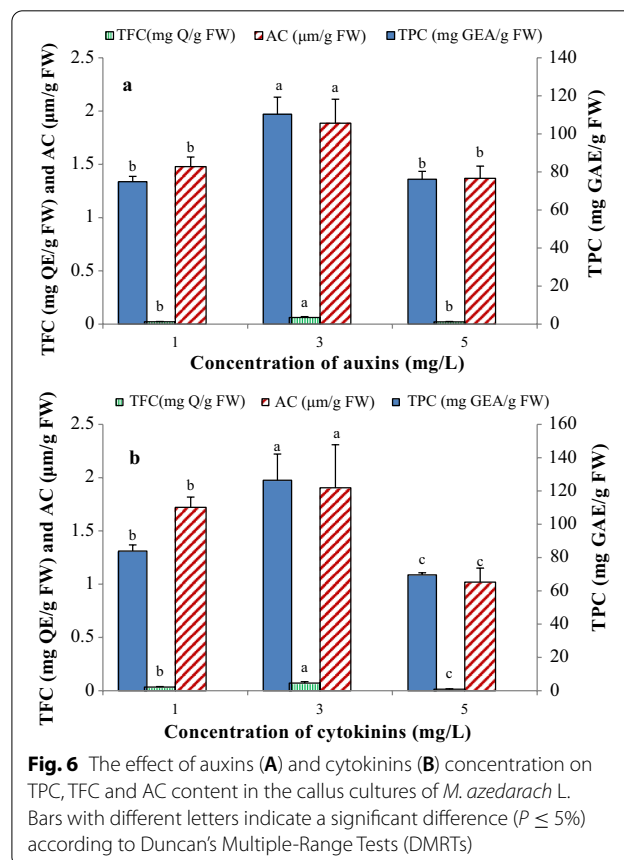 TFC(mg Q/g FW) AC (µm/g FW) TPC (mg GEA/g FW)
TFC (mg QE/g FW) and AC (µm/g FW)
2.5
2
1.5
1
0.5
0
a
b b b
a a a
b b b
140
120
100
80
60
40
20
0
TPC (mg GAE/g FW)
1 3 5
Concentration of auxins (mg/L)
TFC(mg Q/g FW) AC (µm/g FW) TPC (mg GEA/g FW)
TFC (mg QE/g FW) and AC (µm/g FW)
2.5
2
1.5
1
0.5
0
b
b b b
a a a
c c c
160
140
120
100
80
60
40
20
0
TPC (mg GAE/g FW)
1 3 5
Concentration of cytokinins (mg/L)
Fig. 6 The effect of auxins (A) and cytokinins (B) concentration on
TPC, TFC and AC content in the callus cultures of M. azedarach L.
Bars with different letters indicate a significant difference (P ≤ 5%)
according to Duncan's Multiple-Range Tests (DMRTs)